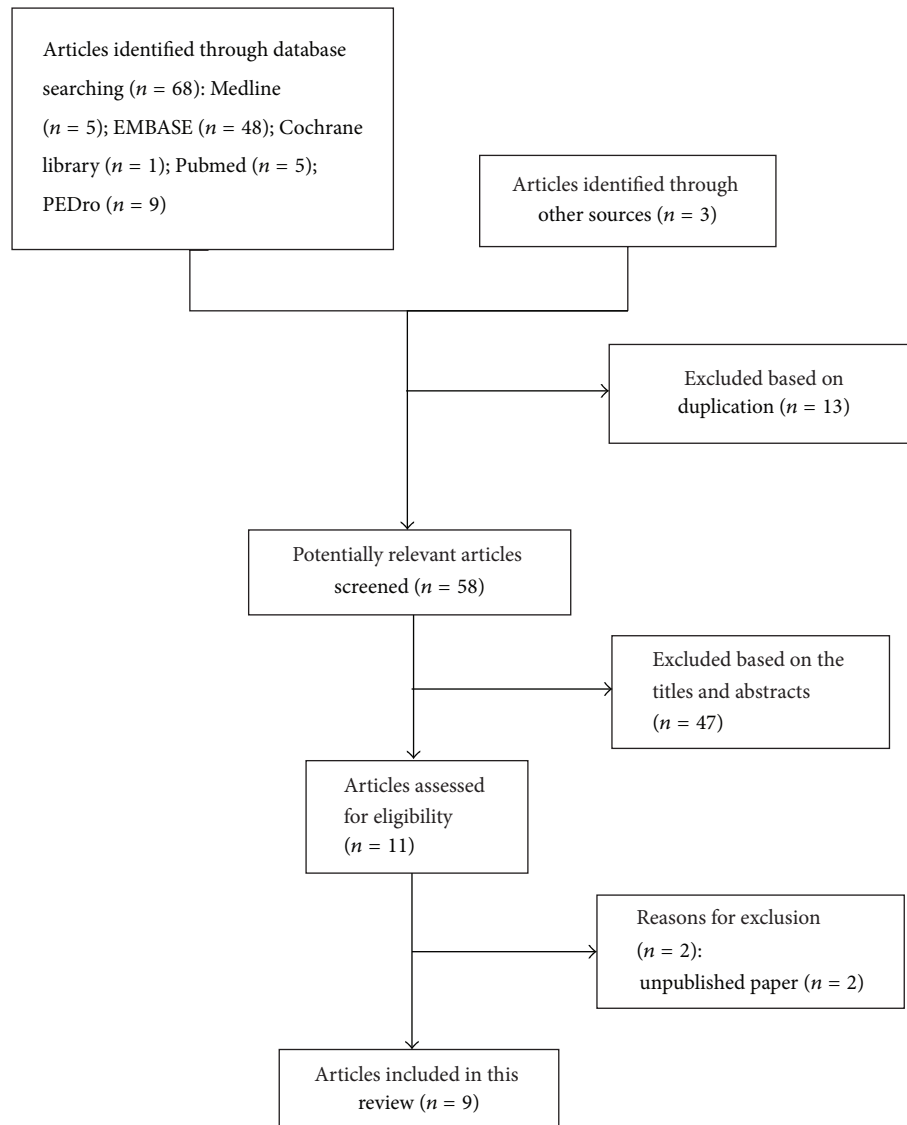 Articles identified through database
searching (n = 68): Medline
(n = 5); EMBASE (n = 48); Cochrane
library (n = 1); Pubmed (n = 5);
PEDro (n = 9)
Articles identified through
other sources (n = 3)
Excluded based on
duplication (n = 13)
Potentially relevant articles
screened (n = 58)
Excluded based on the
titles and abstracts
(n = 47)
Articles assessed
for eligibility
(n = 11)
Reasons for exclusion
(n = 2):
unpublished paper (n = 2)
Articles included in this
review (n = 9)